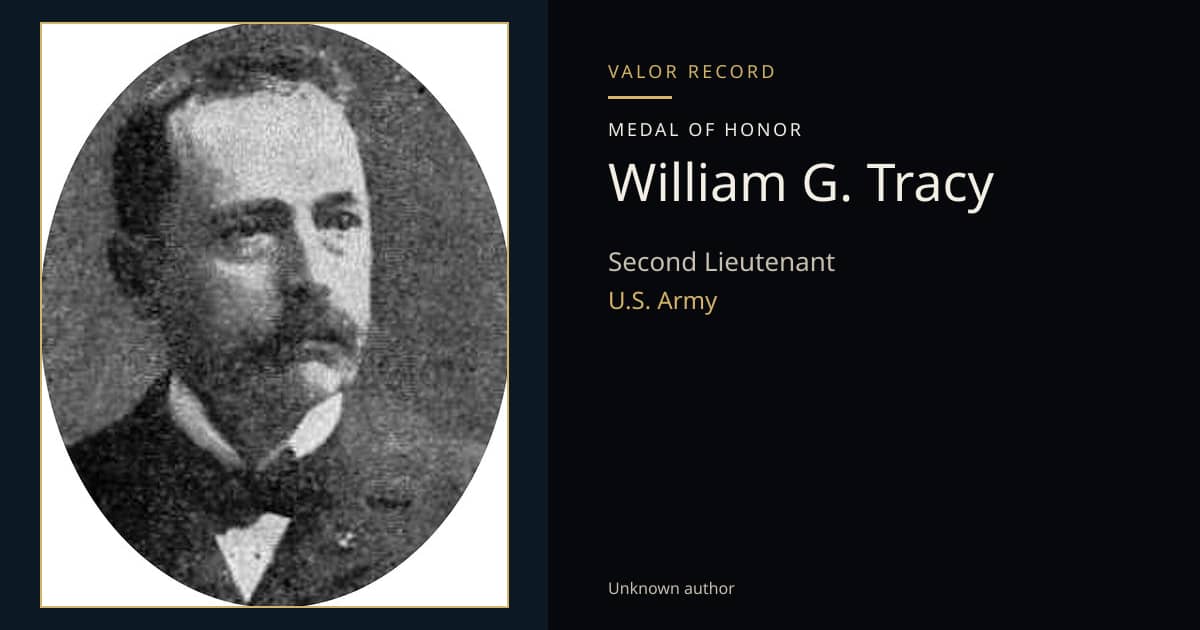 VALOR RECORD
MEDAL OF HONOR
William G. Tracy
Second Lieutenant
U.S. Army
Unknown author